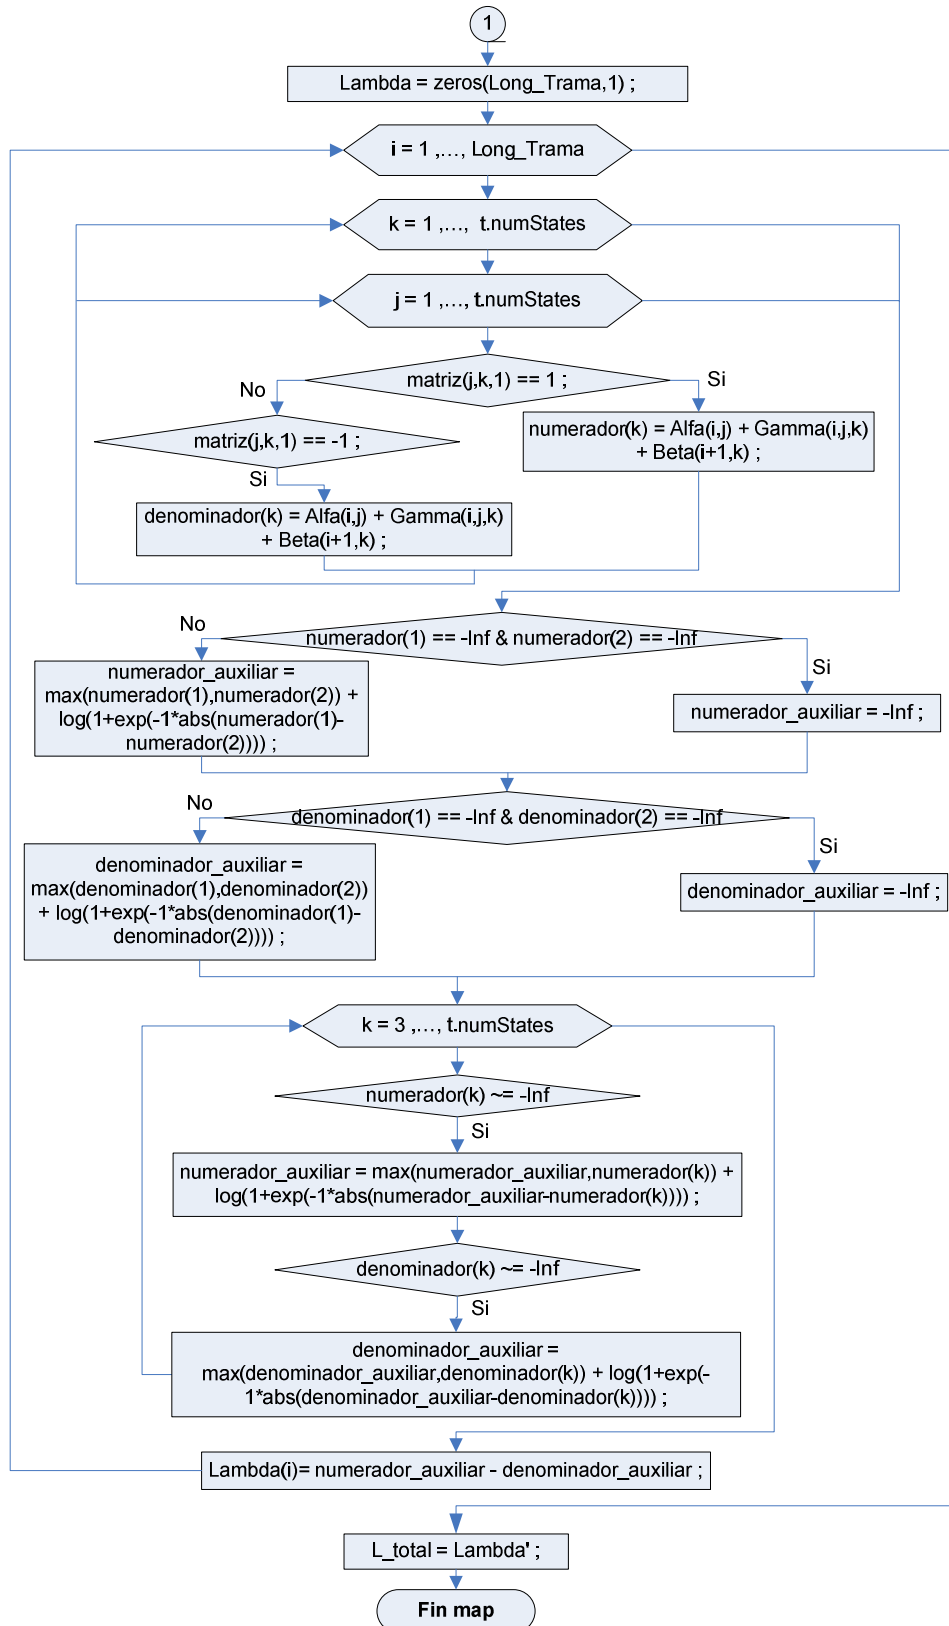 1
Lambda = zeros(Long_Trama,1) ;
i = 1 ,…, Long_Trama
k = 1 ,…, t.numStates
j = 1 ,…, t.numStates
matriz(j,k,1) == 1 ;
No
Si
matriz(j,k,1) == -1 ;
numerador(k) = Alfa(i,j) + Gamma(i,j,k)
+ Beta(i+1,k) ;
Si
denominador(k) = Alfa(i,j) + Gamma(i,j,k)
+ Beta(i+1,k) ;
numerador(1) == -Inf & numerador(2) == -Inf
No
Si
numerador_auxiliar =
max(numerador(1),numerador(2)) +
log(1+exp(-1*abs(numerador(1)-
numerador(2)))) ;
numerador_auxiliar = -Inf ;
denominador(1) == -Inf & denominador(2) == -Inf
No
Si
denominador_auxiliar =
max(denominador(1),denominador(2))
+ log(1+exp(-1*abs(denominador(1)-
denominador(2)))) ;
denominador_auxiliar = -Inf ;
k = 3 ,…, t.numStates
numerador(k) ~= -Inf
Si
numerador_auxiliar = max(numerador_auxiliar,numerador(k)) +
log(1+exp(-1*abs(numerador_auxiliar-numerador(k)))) ;
denominador(k) ~= -Inf
Si
denominador_auxiliar =
max(denominador_auxiliar,denominador(k)) + log(1+exp(-
1*abs(denominador_auxiliar-denominador(k)))) ;
Lambda(i)= numerador_auxiliar - denominador_auxiliar ;
L_total = Lambda' ;
Fin map